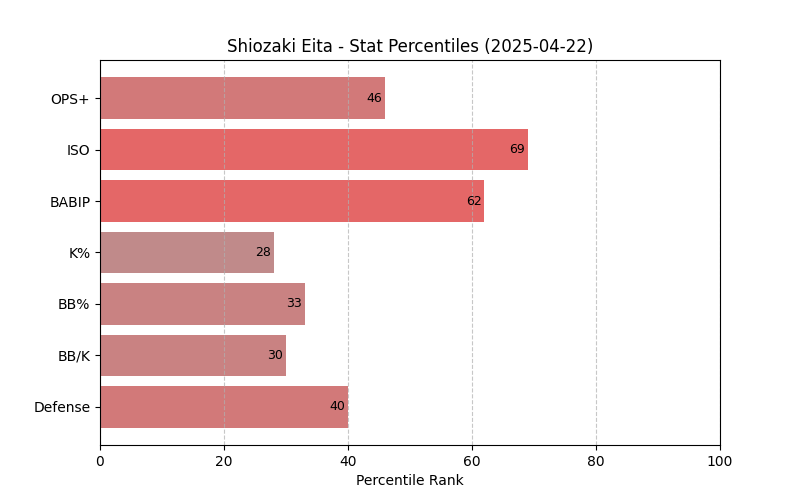 Shiozaki Eita - Stat Percentiles (2025-04-22)
OPS+ 46
ISO 69
BABIP 62
K% 28
BB% 33
BB/K 30
Defense 40
0 20 40 60 80 100
Percentile Rank